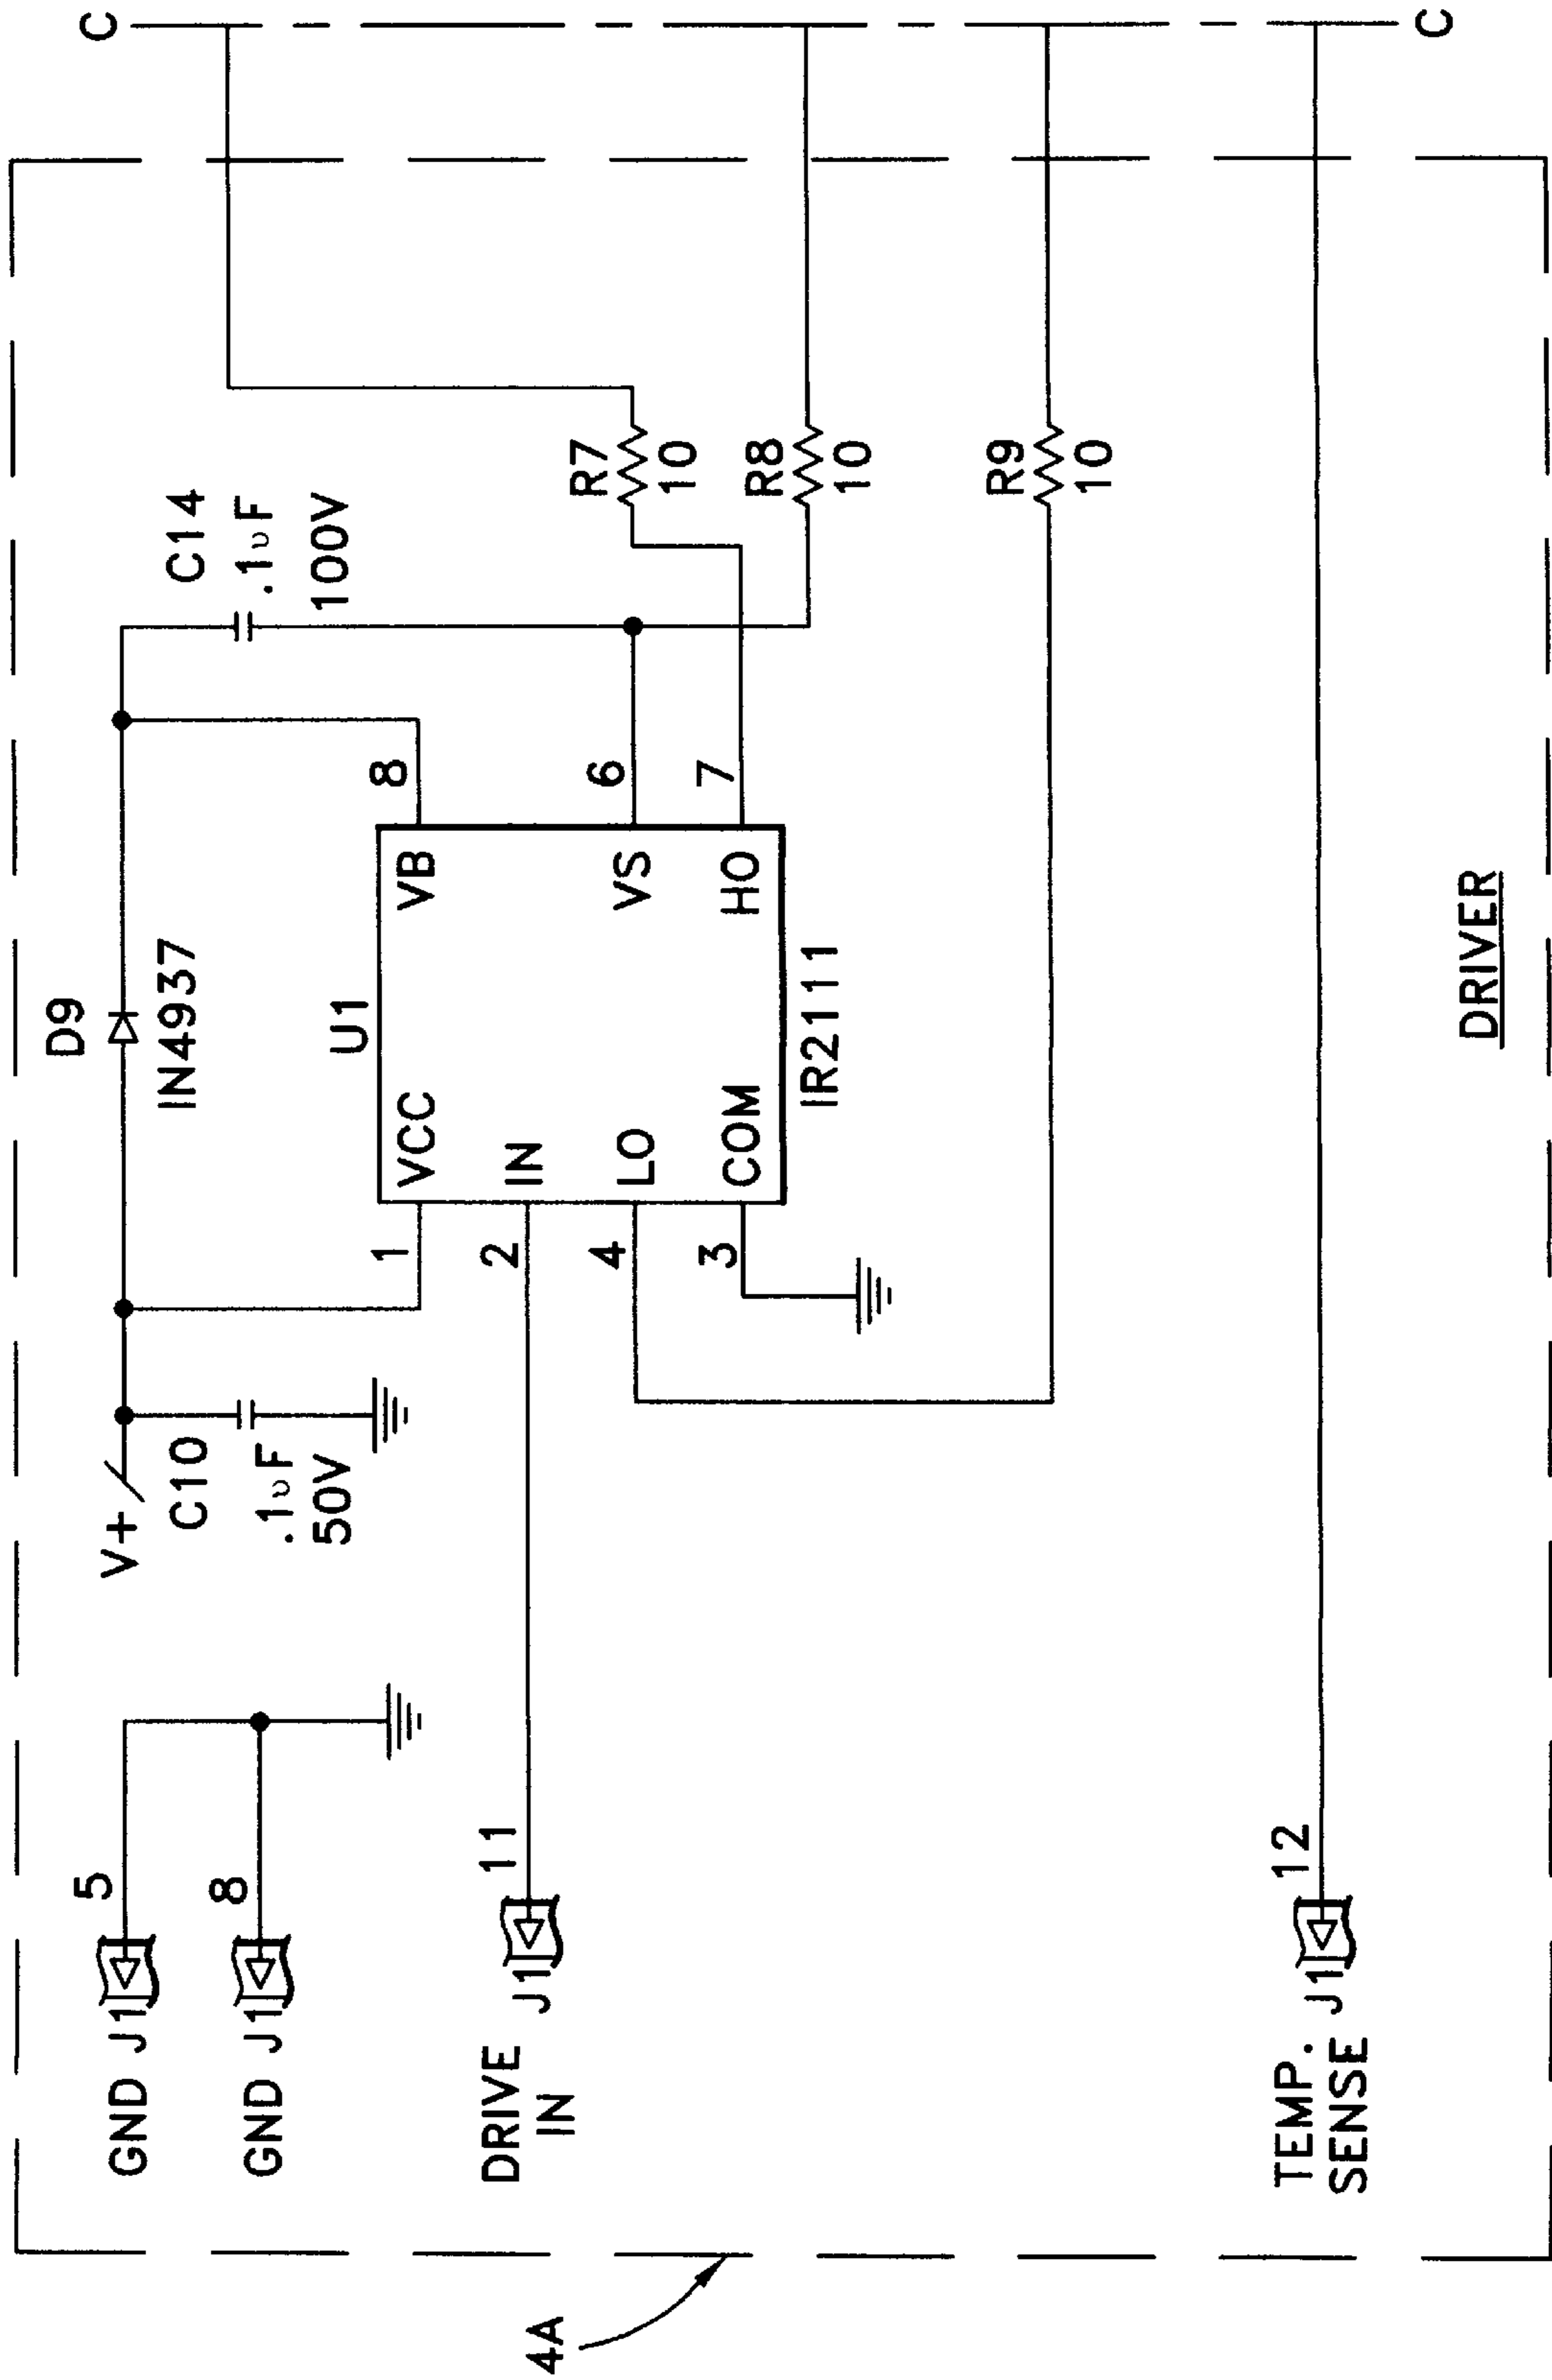 C
D9
IN4937
C14
.1υF
100V
V+
C10
.1υF
50V
GND J1
5
GND J1
8
U1
VCC
VB
IN
LO
VS
COM
HO
1
2
4
3
8
6
7
IR2111
R7
10
R8
10
R9
10
DRIVE
IN
J1
11
TEMP.
SENSE
J1
12
DRIVER
4A
C